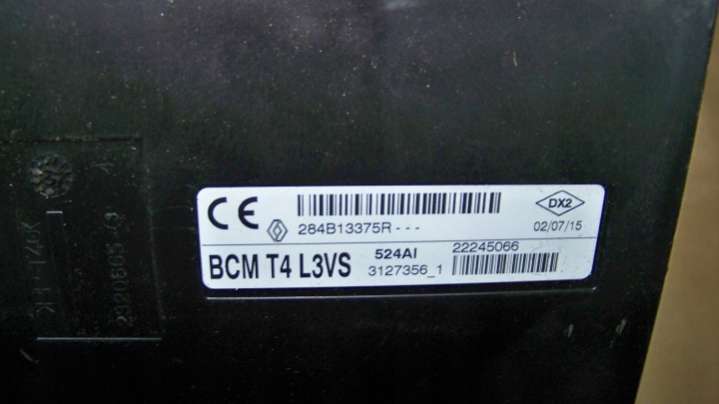 CE
DX2
284B13375R - - -
02/07/15
BCM T4 L3VS
524AI
22245066
3127356_1